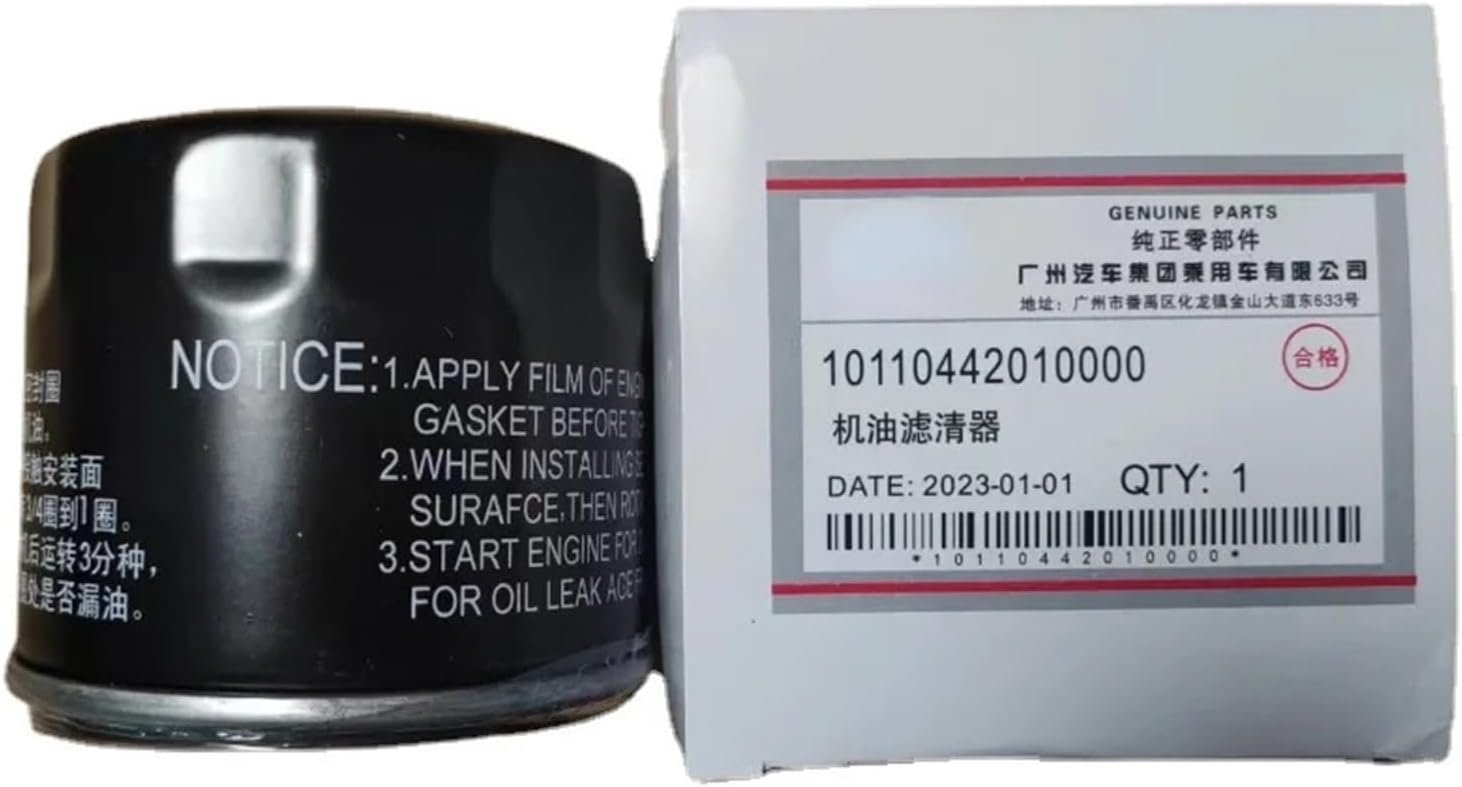 NOTICE:
1.APPLY FILM OF
GASKET BEFORE
2.WHEN INSTALLING
SURAFCE,THEN
3.START ENGINE FOR
FOR OIL LEAK
封圈
油。
触安装面
3/4圈到1圈。
后运转3分种，
处是否漏油。
GENUINE PARTS
纯正零部件
广州汽车集团乘用车有限公司
地址：广州市番禺区化龙镇金山大道东633号
10110442010000
合格
机油滤清器
DATE: 2023-01-01 QTY: 1
*10110442010000*